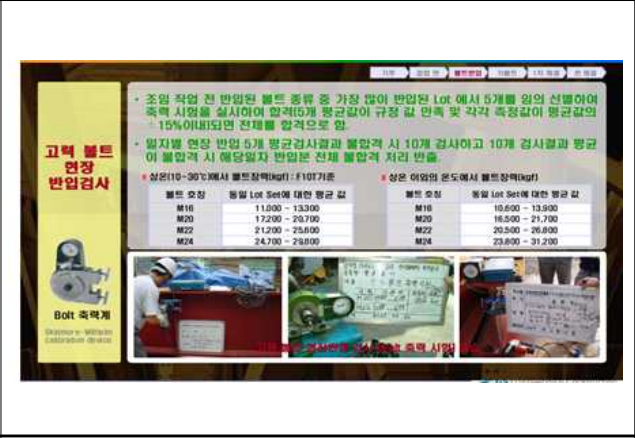 볼트반입
고력 볼트
현장
반입검사
Bolt 축력계
Skidmore-Wilhelm
calibration device
• 조임 작업 전 반입된 볼트 종류 중 가장 많이 반입된 Lot 에서 5개를 임의 선별하여
축력 시험을 실시하여 합격(5개 평균값이 규정 값 만족 및 각각 측정값이 평균값의
15%이내)되면 전체를 합격으로 함.
• 일자별 현장 반입 5개 평균검사결과 불합격 시 10개 검사하고 10개 검사결과 평균
이 불합격 시 해당일자 반입분 전체 불합격 처리 반출.
상온(10~30℃)에서 볼트장력(kgf) : F10T기준
볼트 호칭 동일 Lot Set에 대한 평균 값
M16 11,000 ~ 13,300
M20 17,200 ~ 20,700
M22 21,200 ~ 25,600
M24 24,700 ~ 29,800
상온 이외의 온도에서 볼트장력(kgf)
볼트 호칭 동일 Lot Set에 대한 평균 값
M16 10,600 ~ 13,900
M20 16,500 ~ 21,700
M22 20,500 ~ 26,800
M24 23,800 ~ 31,200